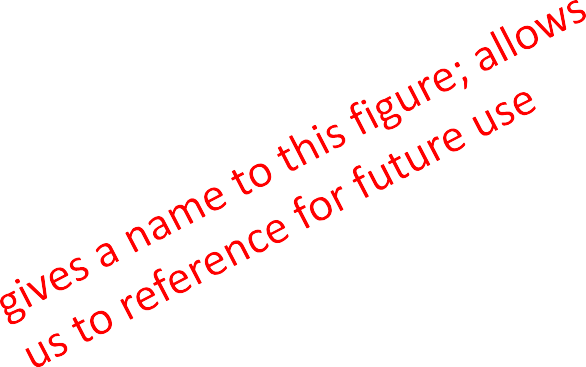 gives a name to this figure; allows
us to reference for future use